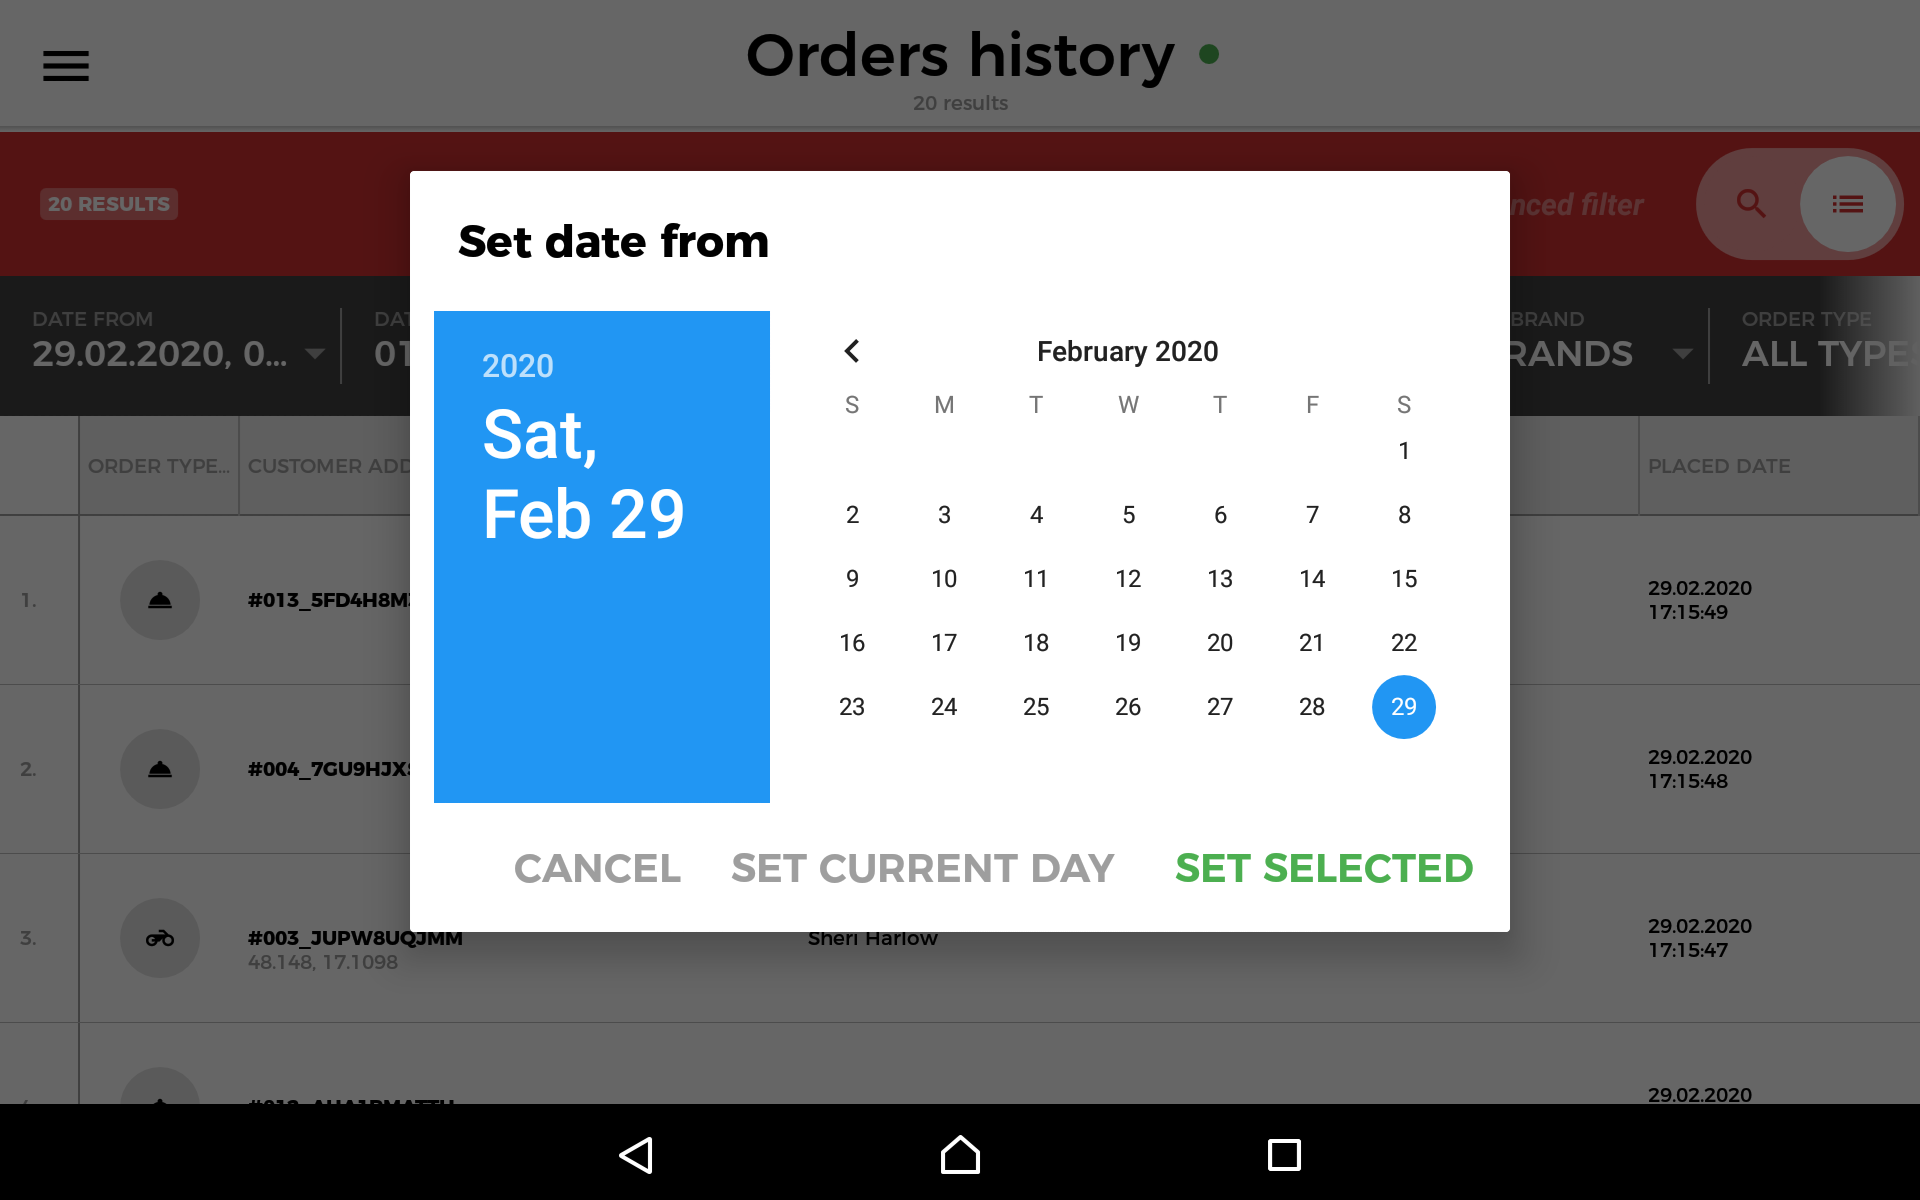 Orders history
20 results
20 RESULTS
nced filter
Set date from
DATE FROM
29.02.2020, 0...
DAT
01
BRAND
RANDS
ORDER TYPE
ALL TYPES
2020
Sat,
Feb 29
February 2020
S M T W T F S
1
2 3 4 5 6 7 8
9 10 11 12 13 14 15
16 17 18 19 20 21 22
23 24 25 26 27 28 29
CANCEL SET CURRENT DAY SET SELECTED
ORDER TYPE... CUSTOMER ADD PLACED DATE
1. #013_5FD4H8M
29.02.2020
17:15:49
2. #004_7GU9HJX
29.02.2020
17:15:48
3. #003_JUPW8UQJMM Sheri Harlow
48.148, 17.1098
29.02.2020
17:15:47
29.02.2020